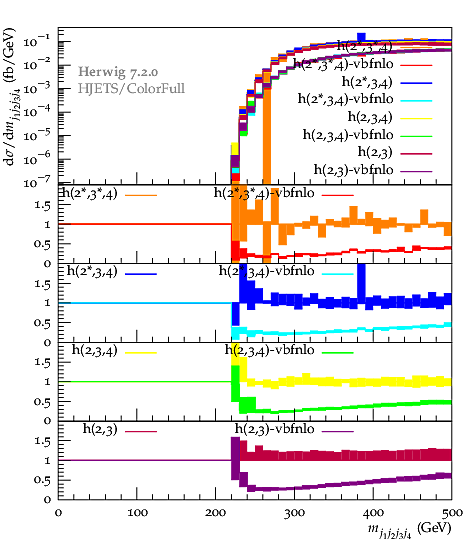 dσ/dm_{j₁j₂j₃j₄} (fb/GeV)
10⁻¹
10⁻²
10⁻³
10⁻⁴
10⁻⁵
10⁻⁶
10⁻⁷
Herwig 7.2.0
HJETS/ColorFull
h(2*,3*,4)
h(2*,3*,4)-vbfnlo
h(2*,3,4)
h(2*,3,4)-vbfnlo
h(2,3,4)
h(2,3,4)-vbfnlo
h(2,3)
h(2,3)-vbfnlo
h(2*,3*,4) h(2*,3*,4)-vbfnlo
1.5
1
0.5
0
h(2*,3,4) h(2*,3,4)-vbfnlo
1.5
1
0.5
0
h(2,3,4) h(2,3,4)-vbfnlo
1.5
1
0.5
0
h(2,3) h(2,3)-vbfnlo
1.5
1
0.5
0
0 100 200 300 400 500
m_{j₁j₂j₃j₄} (GeV)